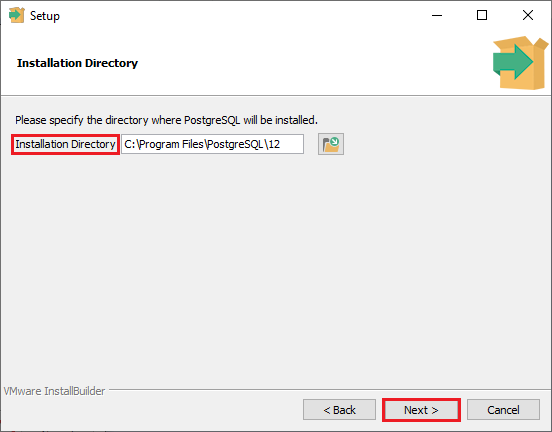 Setup
Installation Directory
Please specify the directory where PostgreSQL will be installed.
Installation Directory C:\Program Files\PostgreSQL\12
VMware InstallBuilder
< Back Next > Cancel